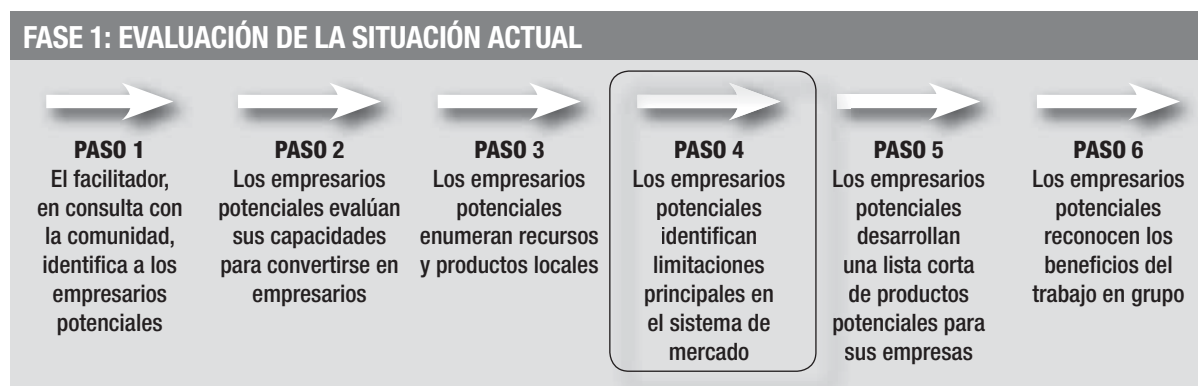 FASE 1: EVALUACIÓN DE LA SITUACIÓN ACTUAL
PASO 1
El facilitador,
en consulta con
la comunidad,
identifica a los
empresarios
potenciales
PASO 2
Los empresarios
potenciales evalúan
sus capacidades
para convertirse en
empresarios
PASO 3
Los empresarios
potenciales
enumeran recursos
y productos locales
PASO 4
Los empresarios
potenciales
identifican
limitaciones
principales en
el sistema de
mercado
PASO 5
Los empresarios
potenciales
desarrollan
una lista corta
de productos
potenciales para
sus empresas
PASO 6
Los empresarios
potenciales
reconocen los
beneficios del
trabajo en grupo